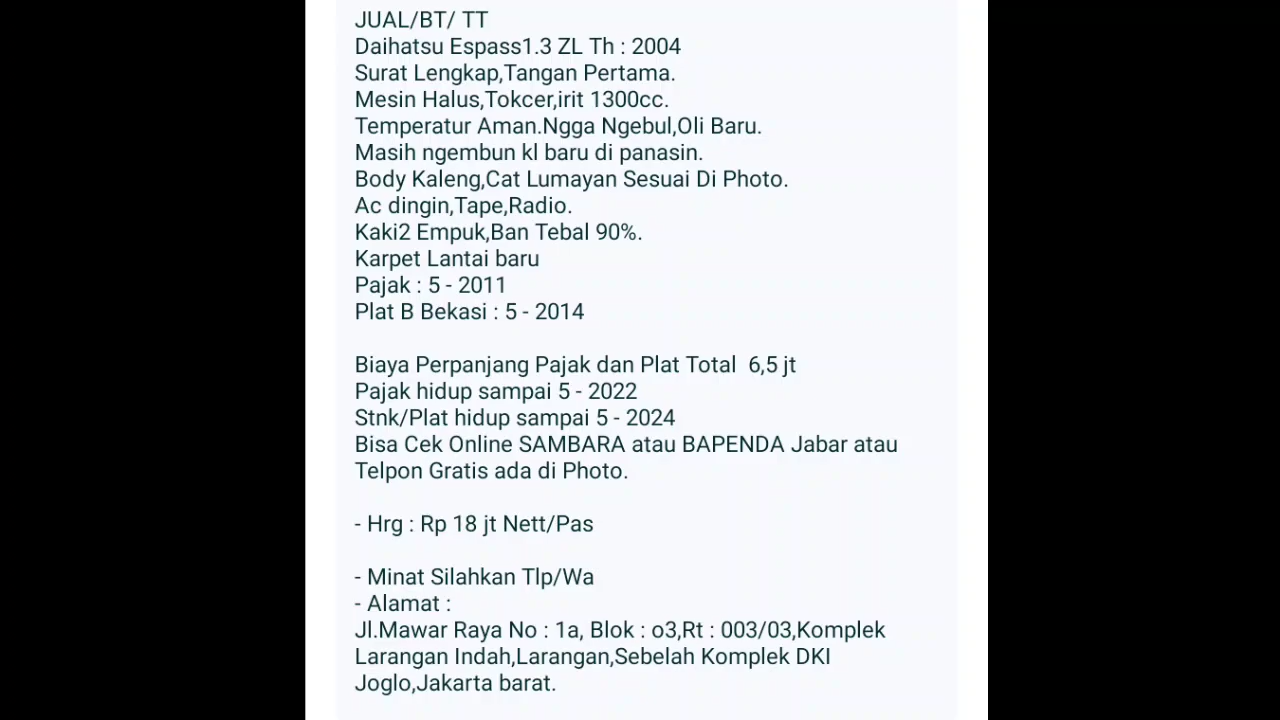 JUAL/BT/ TT
Daihatsu Espass1.3 ZL Th : 2004
Surat Lengkap,Tangan Pertama.
Mesin Halus,Tokcer,irit 1300cc.
Temperatur Aman.Ngga Ngebul,Oli Baru.
Masih ngembun kl baru di panasin.
Body Kaleng,Cat Lumayan Sesuai Di Photo.
Ac dingin,Tape,Radio.
Kaki2 Empuk,Ban Tebal 90%.
Karpet Lantai baru
Pajak : 5 - 2011
Plat B Bekasi : 5 - 2014
Biaya Perpanjang Pajak dan Plat Total  6,5 jt
Pajak hidup sampai 5 - 2022
Stnk/Plat hidup sampai 5 - 2024
Bisa Cek Online SAMBARA atau BAPENDA Jabar atau
Telpon Gratis ada di Photo.
- Hrg : Rp 18 jt Nett/Pas
- Minat Silahkan Tlp/Wa
- Alamat :
Jl.Mawar Raya No : 1a, Blok : o3,Rt : 003/03,Komplek
Larangan Indah,Larangan,Sebelah Komplek DKI
Joglo,Jakarta barat.